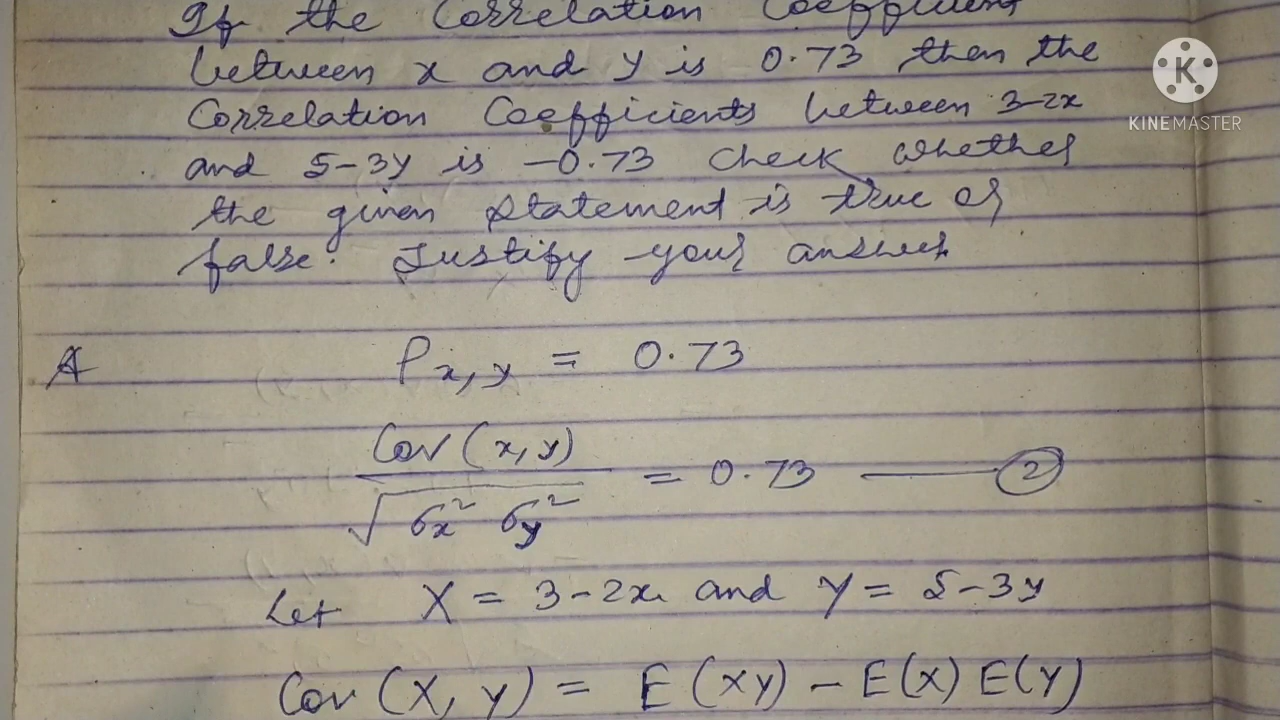 If the Correlation Coefficient
between x and y is 0.73 then the
Correlation Coefficients between 3-2x
and 5-3y is -0.73 Check whether
the given statement is true or
false. Justify your answer
K
KINEMASTER
A
ρx,y = 0.73
Cov (x,y)
/ √(σx² σy²) = 0.73 — ②
Let X = 3-2x and Y = 5-3y
Cov (X, Y) = E(XY) - E(X) E(Y)